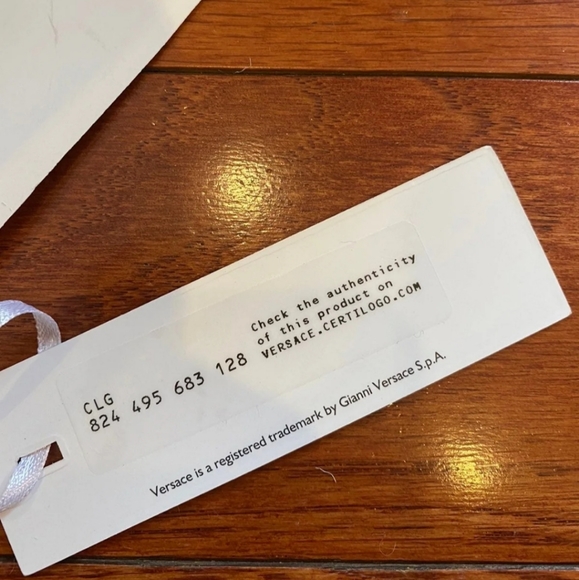 CLG
824 495 683 128
Check the authenticity
of this product on
VERSACE.CERTILOGO.COM
Versace is a registered trademark by Gianni Versace S.p.A.